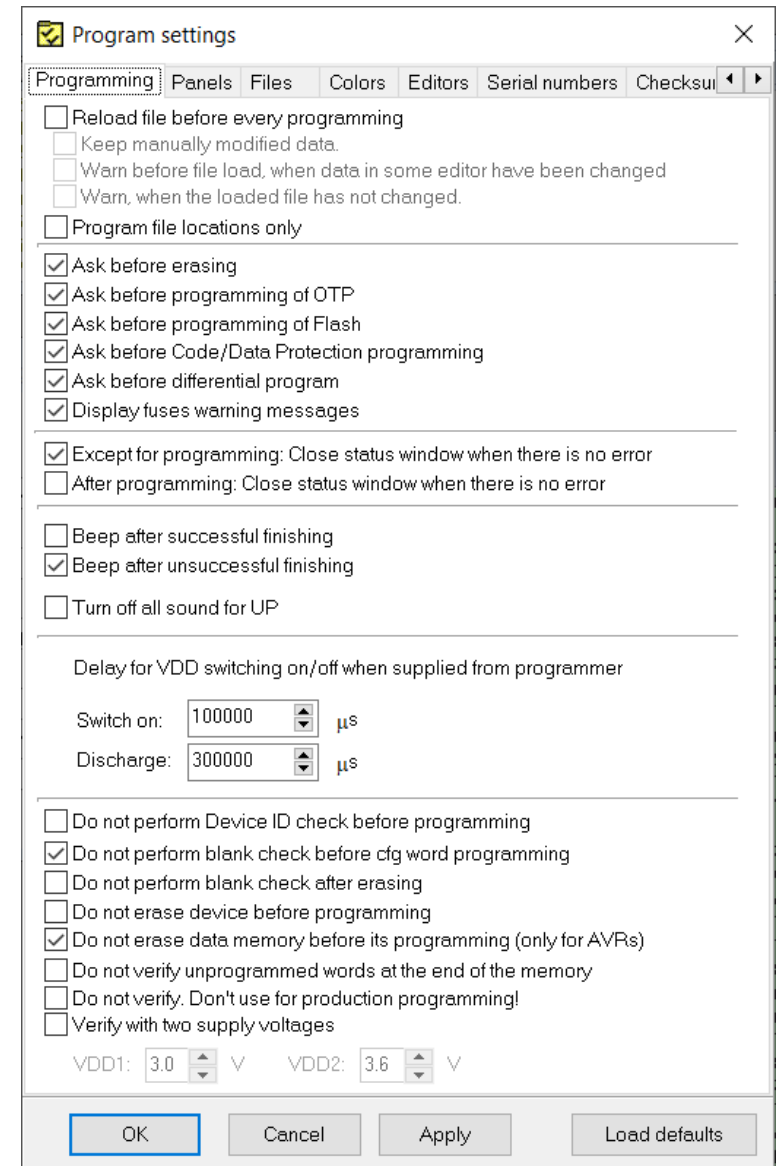 Program settings
Programming Panels Files Colors Editors Serial numbers Checksu
Reload file before every programming
Keep manually modified data.
Warn before file load, when data in some editor have been changed
Warn, when the loaded file has not changed.
Program file locations only
Ask before erasing
Ask before programming of OTP
Ask before programming of Flash
Ask before Code/Data Protection programming
Ask before differential program
Display fuses warning messages
Except for programming: Close status window when there is no error
After programming: Close status window when there is no error
Beep after successful finishing
Beep after unsuccessful finishing
Turn off all sound for UP
Delay for VDD switching on/off when supplied from programmer
Switch on: 100000 µs
Discharge: 300000 µs
Do not perform Device ID check before programming
Do not perform blank check before cfg word programming
Do not perform blank check after erasing
Do not erase device before programming
Do not erase data memory before its programming (only for AVRs)
Do not verify unprogrammed words at the end of the memory
Do not verify. Don't use for production programming!
Verify with two supply voltages
VDD1: 3.0 V VDD2: 3.6 V
OK Cancel Apply Load defaults